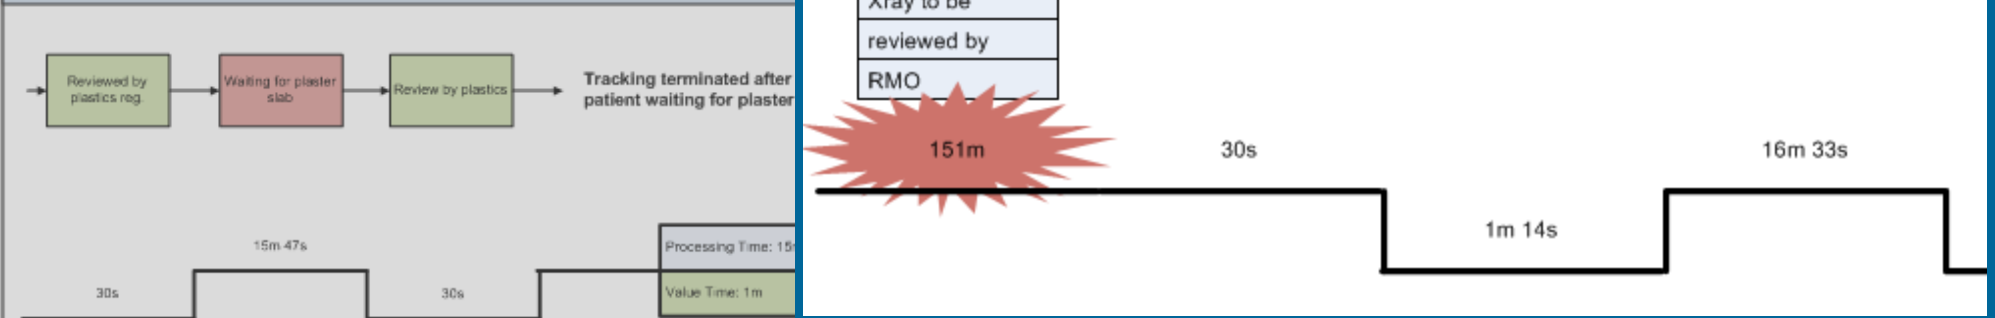 Reviewed by
plastics reg.
Waiting for plaster
slab
Review by plastics
Tracking terminated after
patient waiting for plaster
15m 47s
30s
30s
Processing Time: 15
Value Time: 1m
Xray to be
reviewed by
RMO
151m
30s
16m 33s
1m 14s